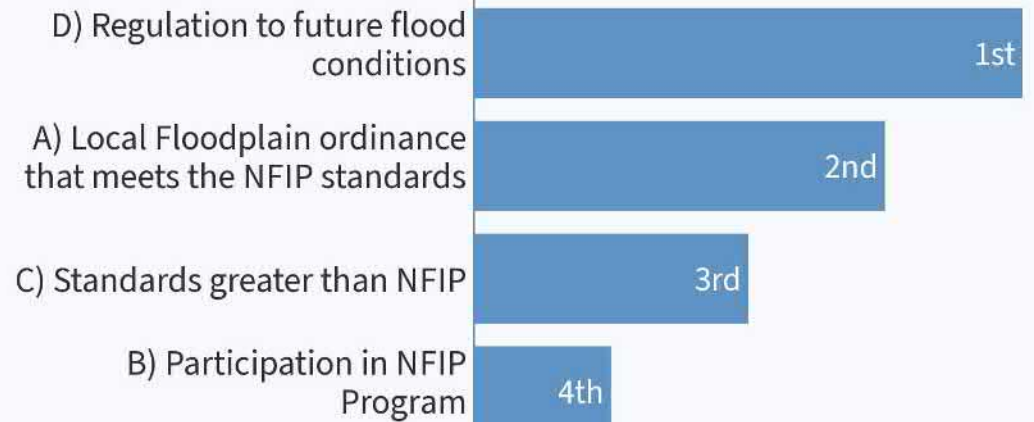 D) Regulation to future flood
conditions
1st
A) Local Floodplain ordinance
that meets the NFIP standards
2nd
C) Standards greater than NFIP
3rd
B) Participation in NFIP
Program
4th